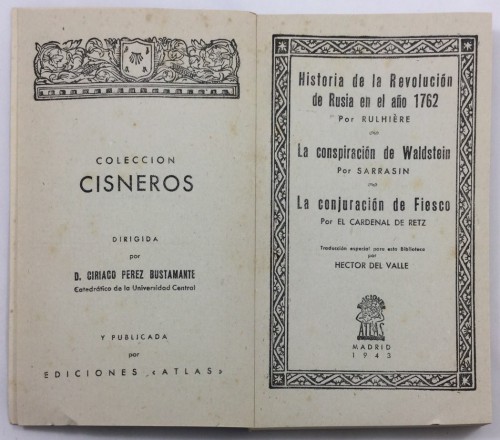 COLECCION
CISNEROS
DIRIGIDA
por
D. CIRIACO PEREZ BUSTAMANTE
Catedrático de la Universidad Central
Y PUBLICADA
por
EDICIONES «ATLAS»
Historia de la Revolución
de Rusia en el año 1762
Por RULHIÈRE
La conspiración de Waldstein
Por SARRASIN
La conjuración de Fiesco
Por EL CARDENAL DE RETZ
Traducción especial para esta Biblioteca
por
HECTOR DEL VALLE
EDICIONES
ATLAS
MADRID
1943